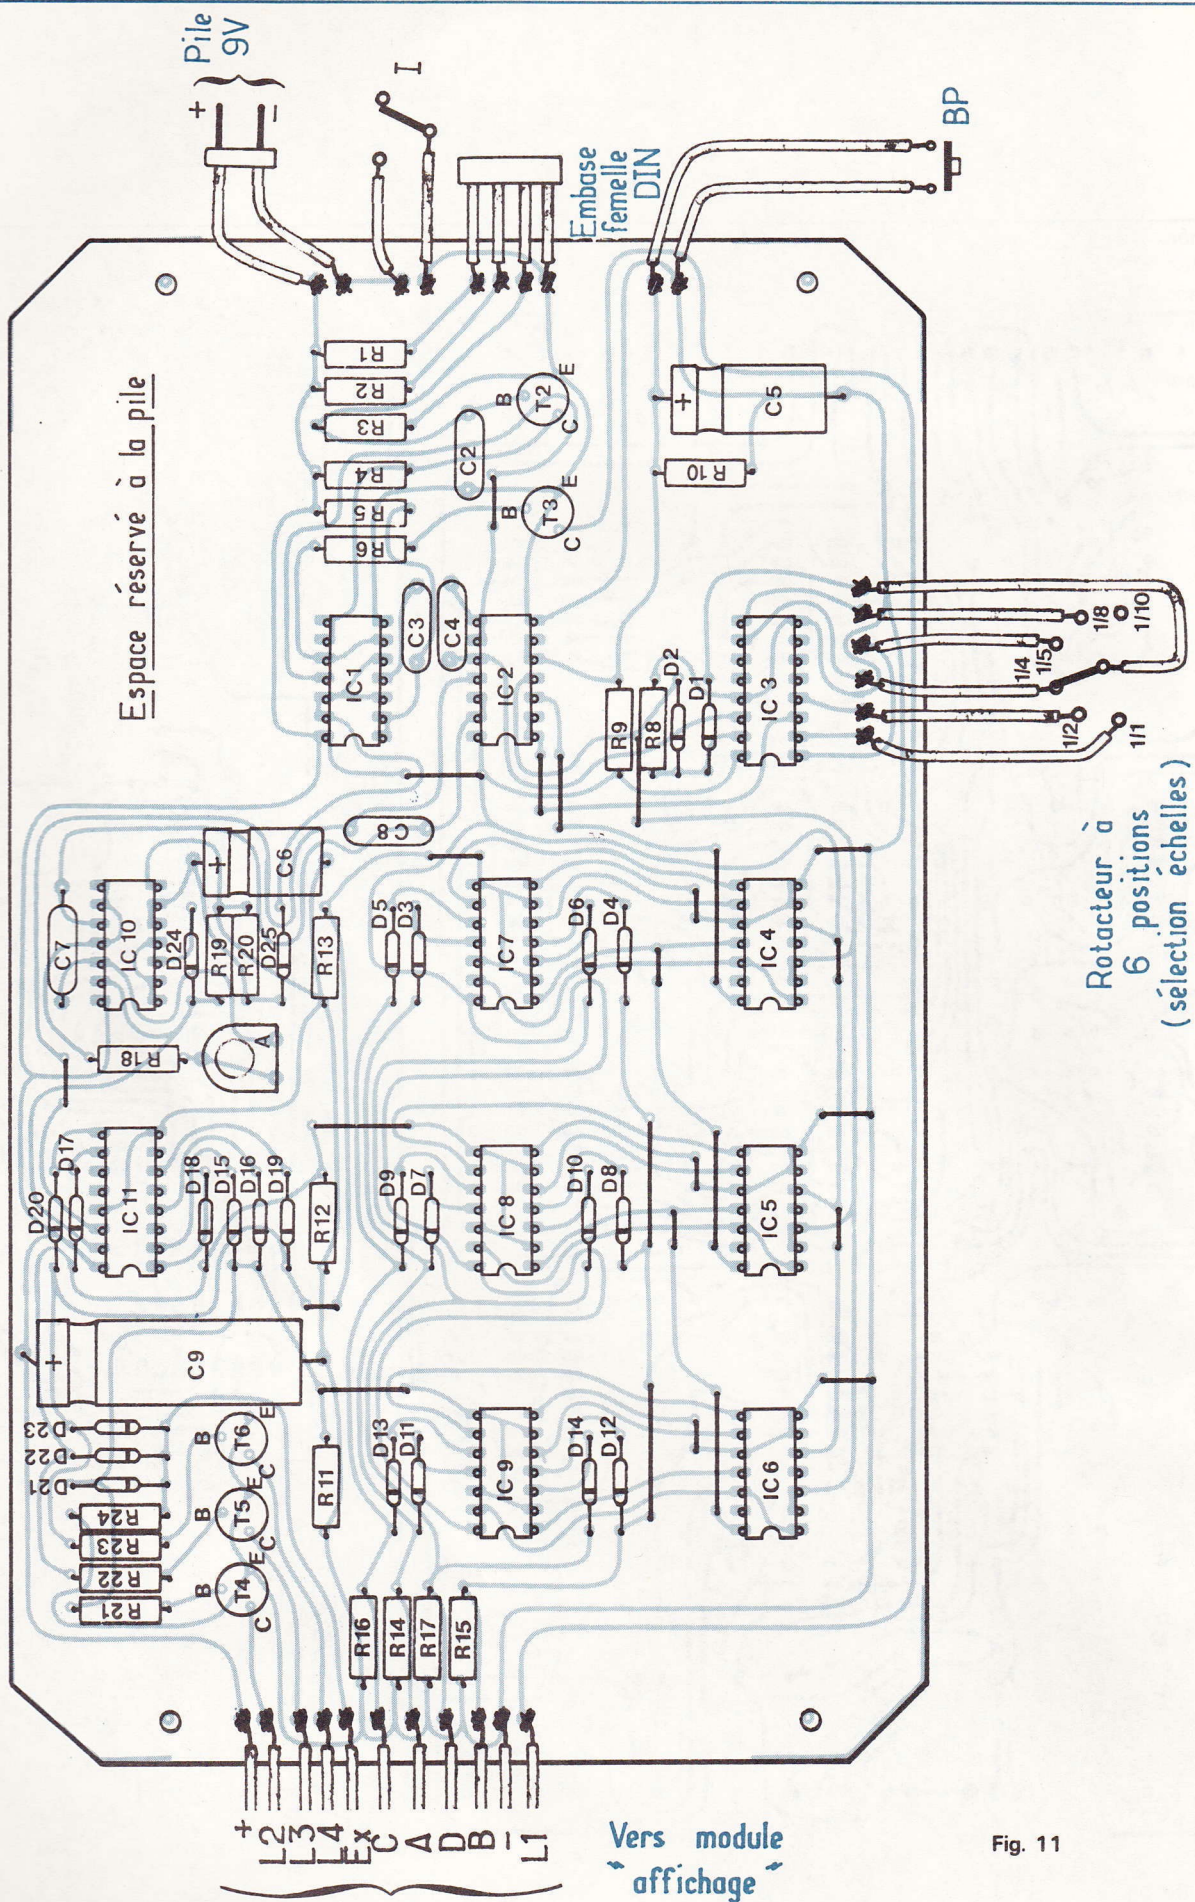 Pile
9V
+
−
I
Embase
femelle
DIN
BP
Espace réservé à la pile
R1
R2
R3
R4
R5
R6
B
T2
E
C
C2
B
T3
E
C
+
C5
R10
IC1
C3
C4
IC2
R9
R8
D2
D1
IC3
1/1
1/2
1/4
1/5
1/8
1/10
Rotacteur à
6 positions
(sélection échelles)
C7
IC10
D24
R19
R20
D25
+
C6
C8
R13
D5
D3
IC7
D6
D4
IC4
R18
A
D20
D17
IC11
D18
D15
D16
D19
R12
D9
D7
IC8
D10
D8
IC5
+
C9
D23
D22
D21
R24
R23
R22
R21
B
T6
E
C
B
T5
E
C
B
T4
E
C
R11
D13
D11
IC9
D14
D12
IC6
R16
R14
R17
R15
+
L2
L3
L4
Ex
C
A
D
B
−
L1
Vers module
"affichage"
Fig. 11